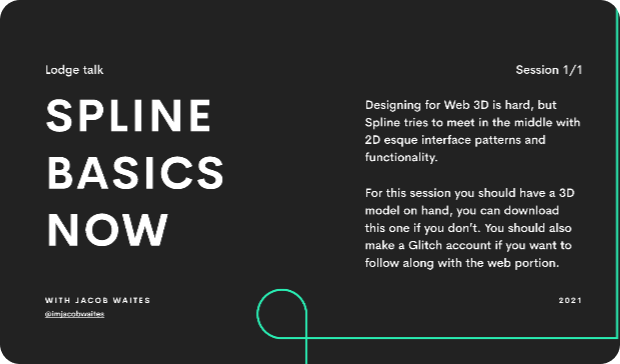 Lodge talk
Session 1/1
SPLINE
BASICS
NOW
Designing for Web 3D is hard, but
Spline tries to meet in the middle with
2D esque interface patterns and
functionality.
For this session you should have a 3D
model on hand, you can download
this one if you don’t. You should also
make a Glitch account if you want to
follow along with the web portion.
WITH JACOB WAITES
@imjacobwaites
2021